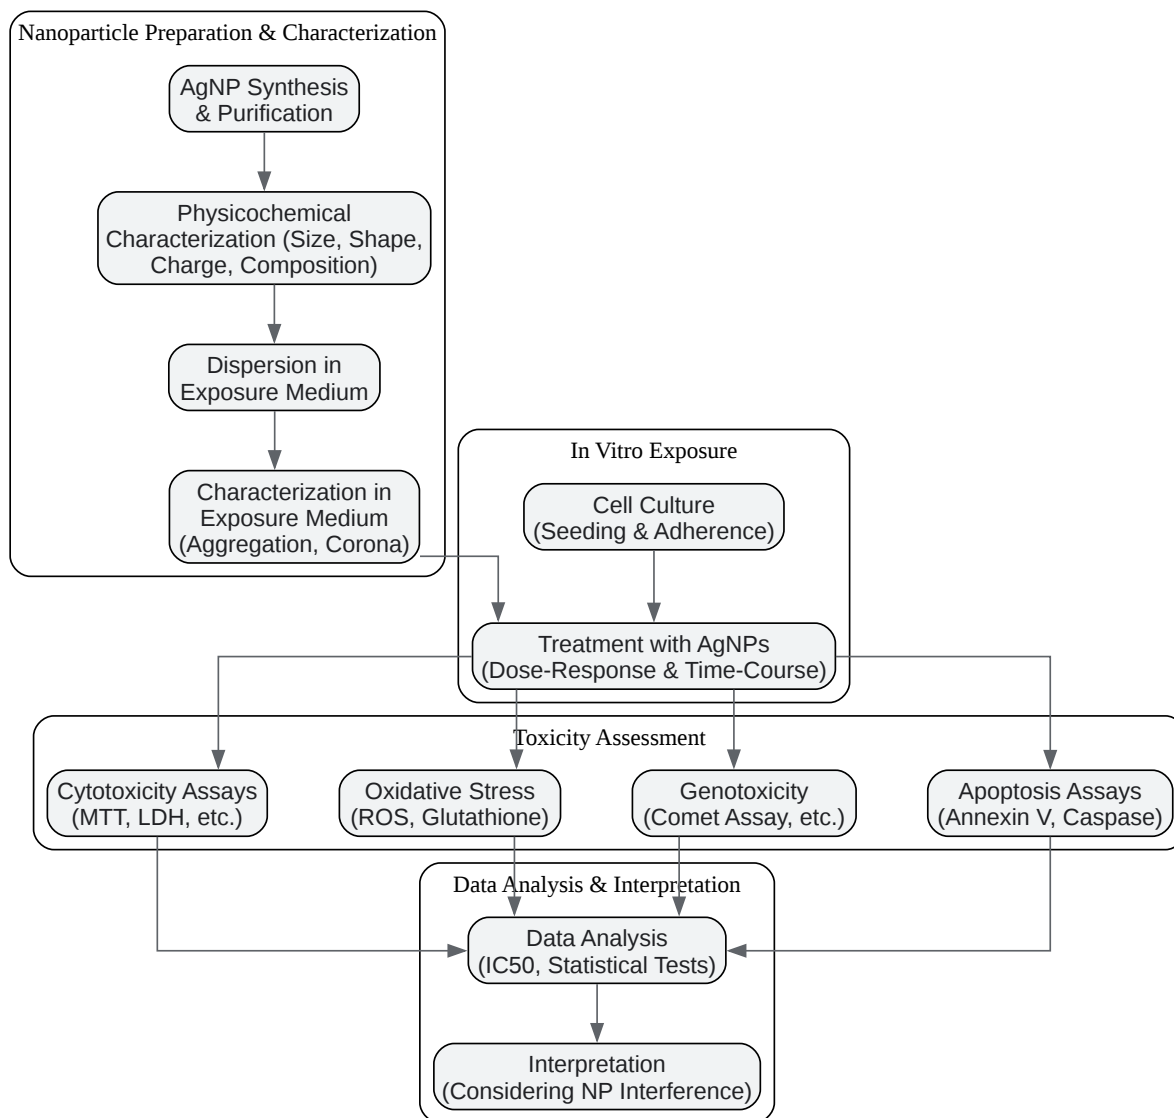 Nanoparticle Preparation & Characterization
AgNP Synthesis
& Purification
Physicochemical
Characterization (Size, Shape,
Charge, Composition)
Dispersion in
Exposure Medium
Characterization in
Exposure Medium
(Aggregation, Corona)
In Vitro Exposure
Cell Culture
(Seeding & Adherence)
Treatment with AgNPs
(Dose-Response & Time-Course)
Toxicity Assessment
Cytotoxicity Assays
(MTT, LDH, etc.)
Oxidative Stress
(ROS, Glutathione)
Genotoxicity
(Comet Assay, etc.)
Apoptosis Assays
(Annexin V, Caspase)
Data Analysis & Interpretation
Data Analysis
(IC50, Statistical Tests)
Interpretation
(Considering NP Interference)